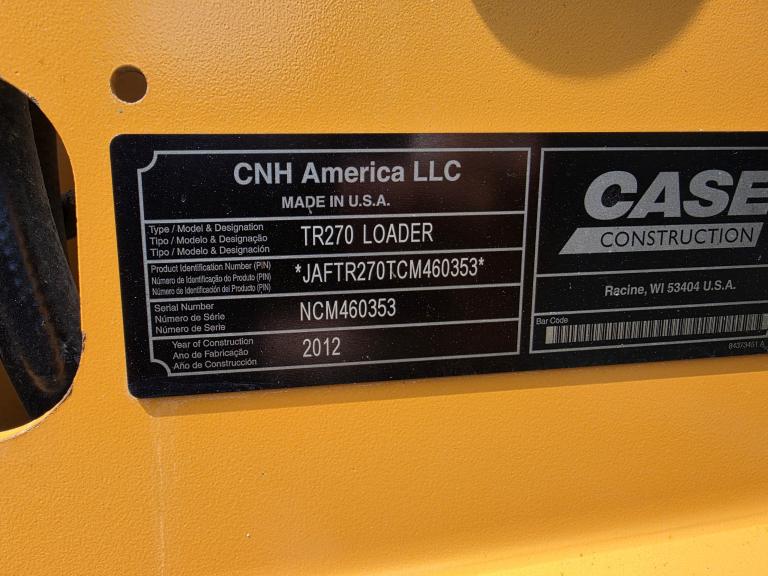 CNH America LLC
MADE IN U.S.A.
Type / Model & Designation
Tipo / Modelo & Designação
Tipo / Modelo & Designación
TR270 LOADER
Product Identification Number (PIN)
Número de Identificação do Produto (PIN)
Número de Identificación del Producto (PIN)
*JAFTR270TCM460353*
Serial Number
Número de Série
Número de Serie
NCM460353
Year of Construction
Ano de Fabricação
Año de Construcción
2012
CASE
CONSTRUCTION
Racine, WI 53404 U.S.A.
Bar Code
84373451 A